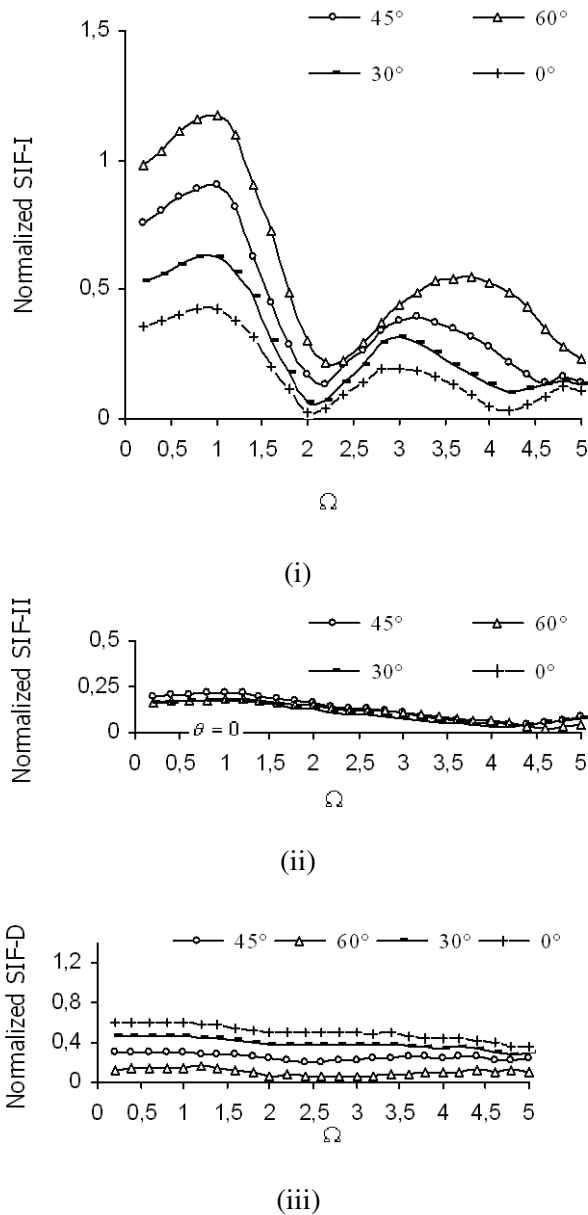 45° 60°
30° 0°
Normalized SIF-I
1,5
1
0,5
0
0 0,5 1 1,5 2 2,5 3 3,5 4 4,5 5
Ω
(i)
45° 60°
30° 0°
Normalized SIF-II
0,5
0,25
0
θ = 0
0 0,5 1 1,5 2 2,5 3 3,5 4 4,5 5
Ω
(ii)
45° 60° 30° 0°
Normalized SIF-D
1,2
0,8
0,4
0
0 0,5 1 1,5 2 2,5 3 3,5 4 4,5 5
Ω
(iii)